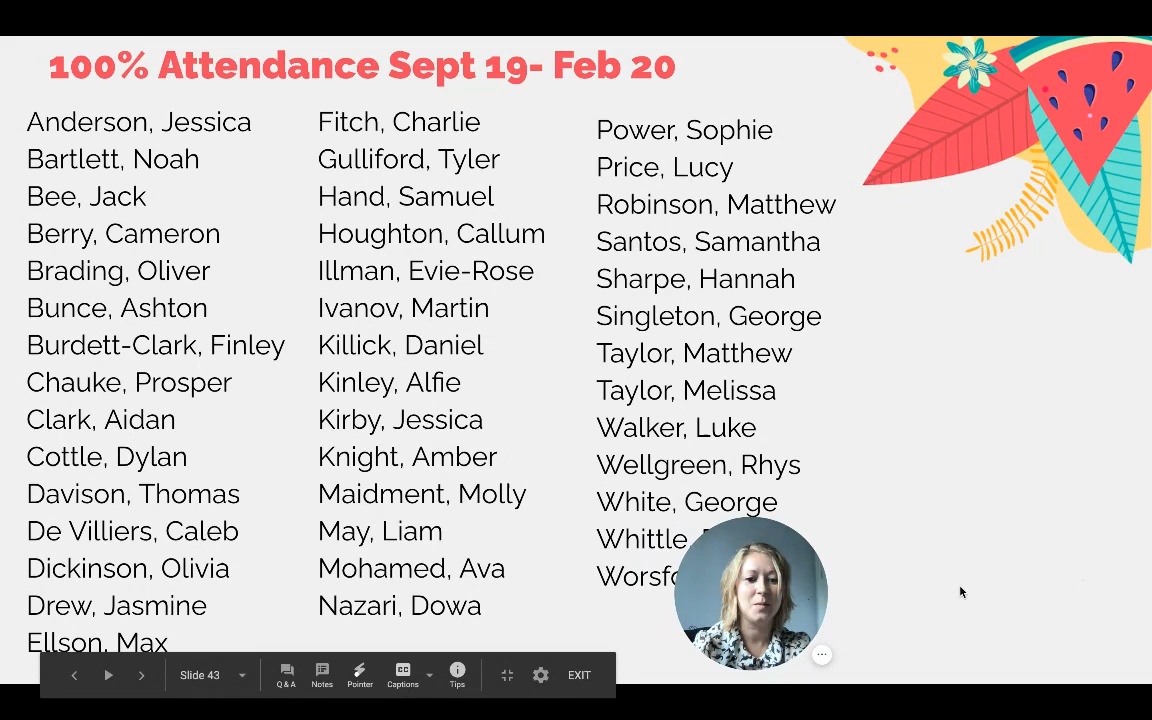 100% Attendance Sept 19- Feb 20
Anderson, Jessica
Bartlett, Noah
Bee, Jack
Berry, Cameron
Brading, Oliver
Bunce, Ashton
Burdett-Clark, Finley
Chauke, Prosper
Clark, Aidan
Cottle, Dylan
Davison, Thomas
De Villiers, Caleb
Dickinson, Olivia
Drew, Jasmine
Ellson, Max
Fitch, Charlie
Gulliford, Tyler
Hand, Samuel
Houghton, Callum
Illman, Evie-Rose
Ivanov, Martin
Killick, Daniel
Kinley, Alfie
Kirby, Jessica
Knight, Amber
Maidment, Molly
May, Liam
Mohamed, Ava
Nazari, Dowa
Power, Sophie
Price, Lucy
Robinson, Matthew
Santos, Samantha
Sharpe, Hannah
Singleton, George
Taylor, Matthew
Taylor, Melissa
Walker, Luke
Wellgreen, Rhys
White, George
Whittle,
Slide 43
Q & A
Notes
Pointer
CC
Captions
Tips
EXIT